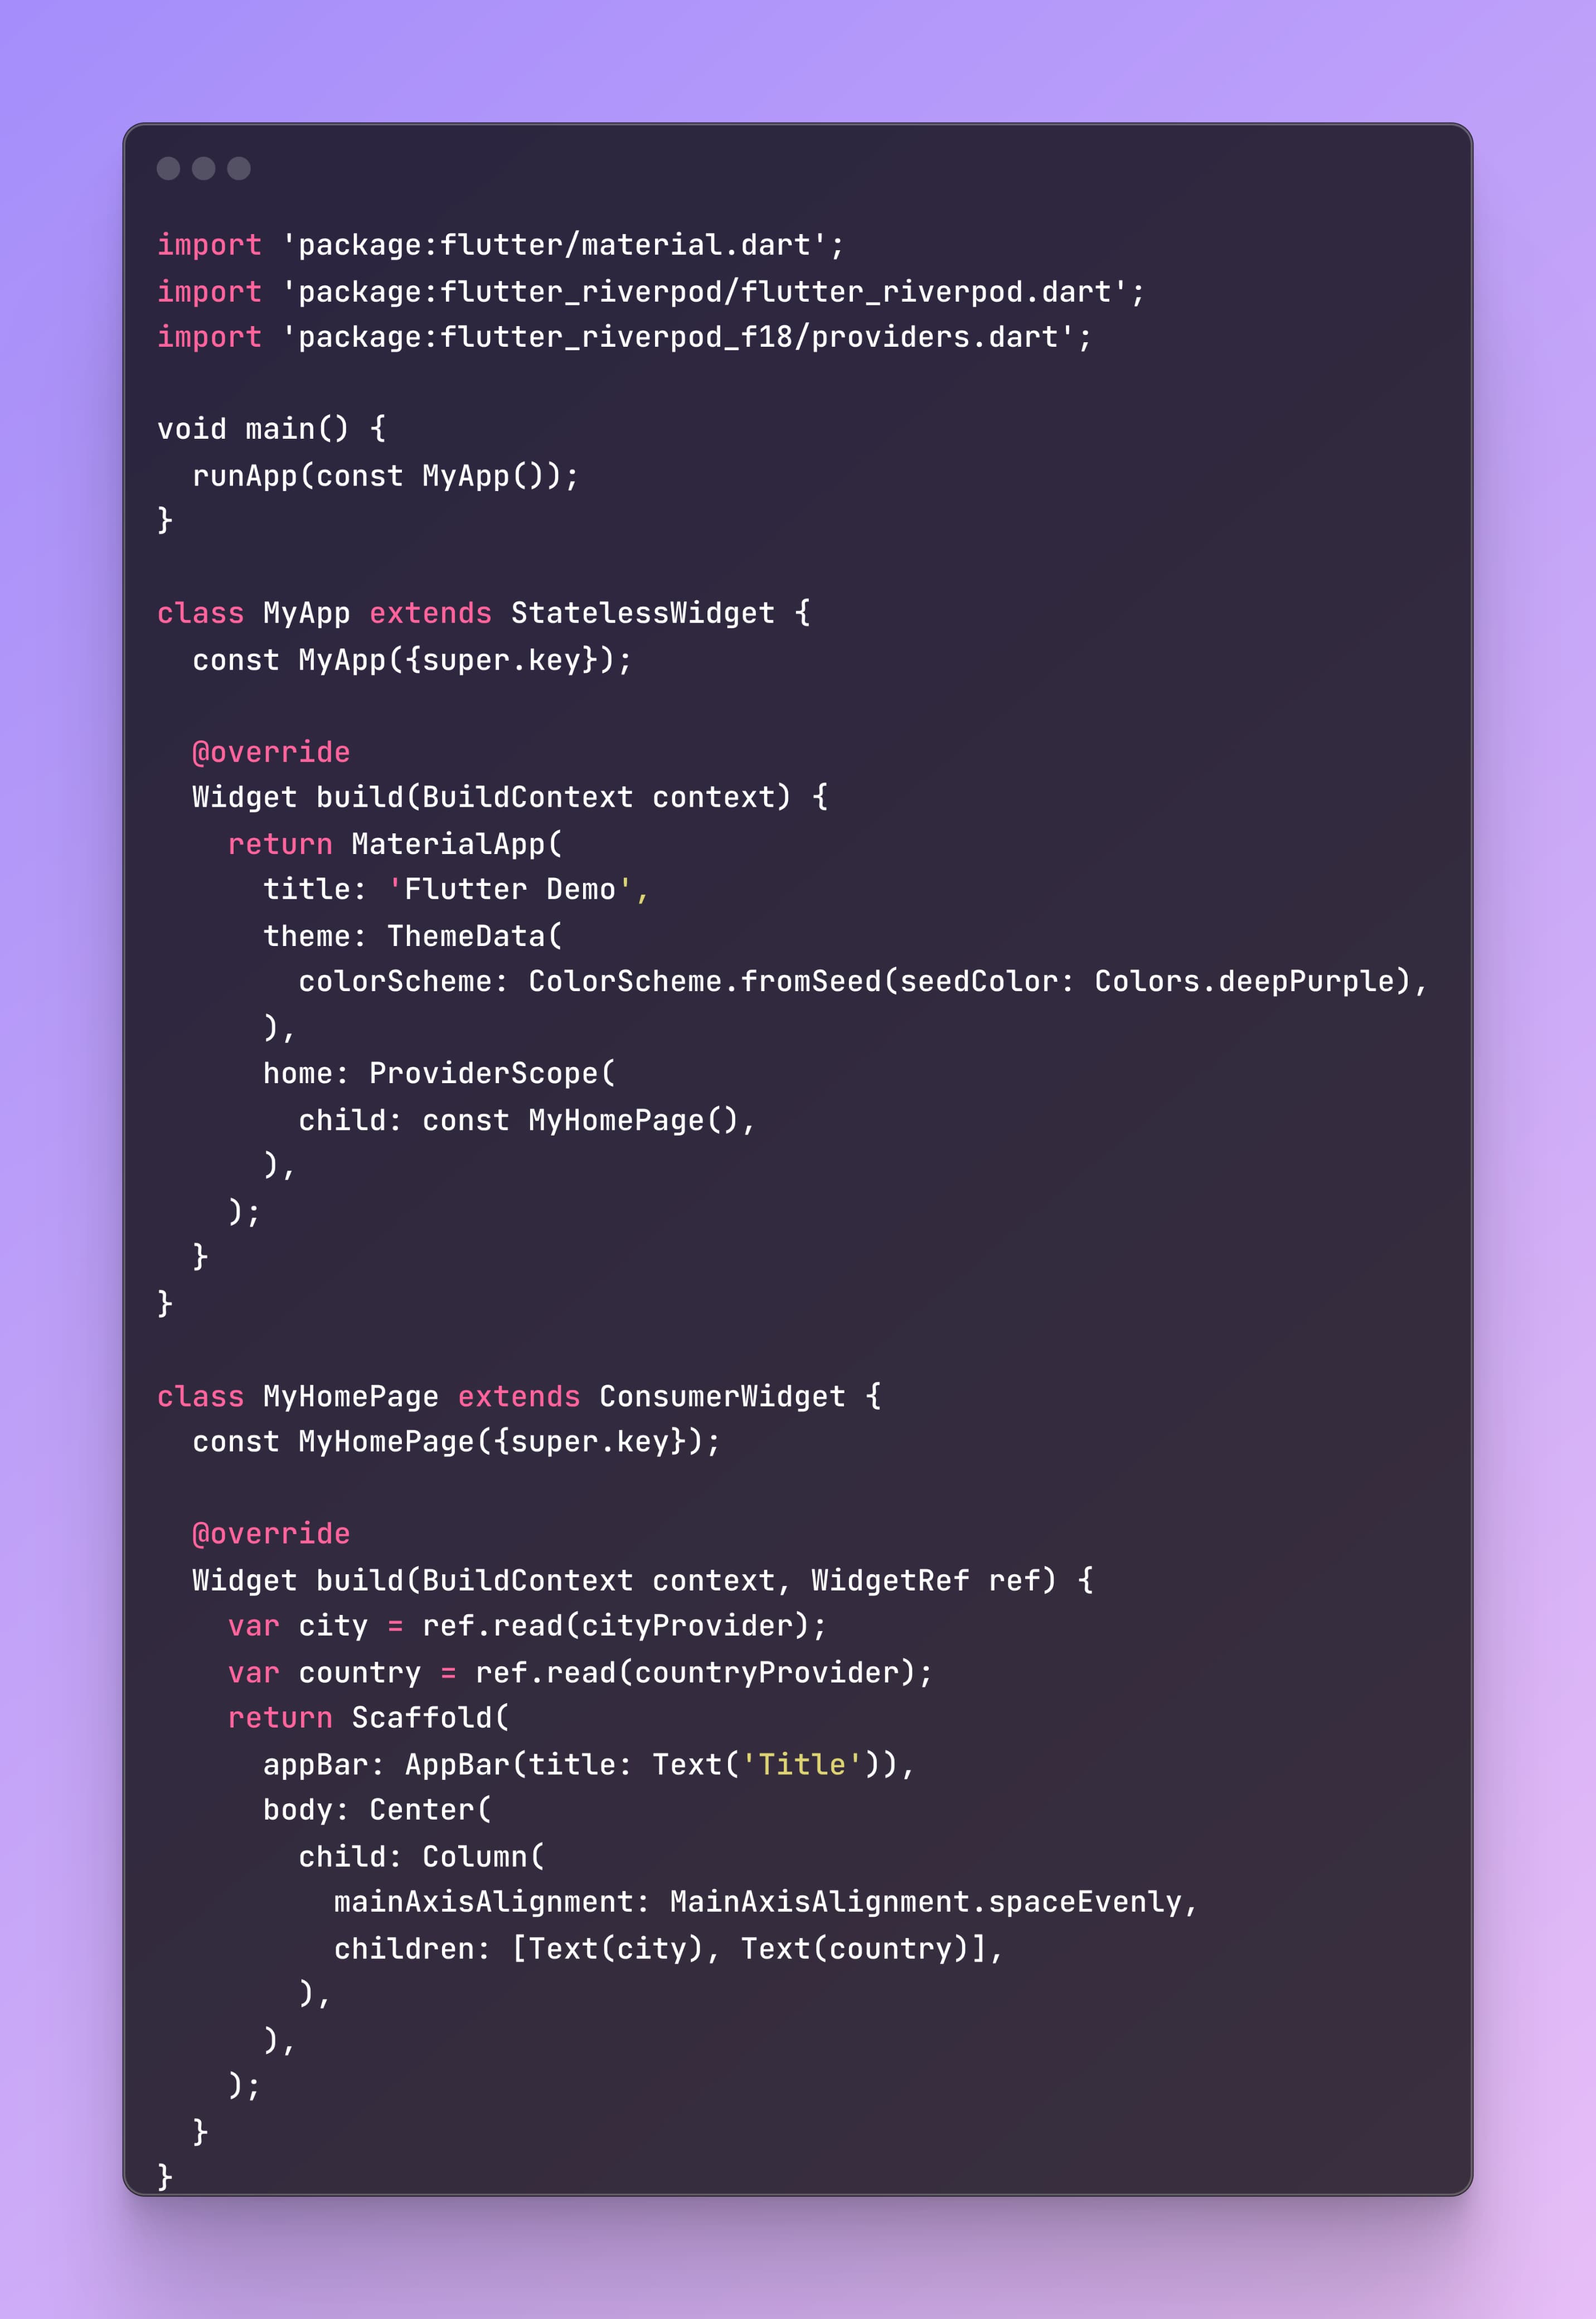 import 'package:flutter/material.dart';
import 'package:flutter_riverpod/flutter_riverpod.dart';
import 'package:flutter_riverpod_f18/providers.dart';

void main() {
  runApp(const MyApp());
}

class MyApp extends StatelessWidget {
  const MyApp({super.key});

  @override
  Widget build(BuildContext context) {
    return MaterialApp(
      title: 'Flutter Demo',
      theme: ThemeData(
        colorScheme: ColorScheme.fromSeed(seedColor: Colors.deepPurple),
      ),
      home: ProviderScope(
        child: const MyHomePage(),
      ),
    );
  }
}

class MyHomePage extends ConsumerWidget {
  const MyHomePage({super.key});

  @override
  Widget build(BuildContext context, WidgetRef ref) {
    var city = ref.read(cityProvider);
    var country = ref.read(countryProvider);
    return Scaffold(
      appBar: AppBar(title: Text('Title')),
      body: Center(
        child: Column(
          mainAxisAlignment: MainAxisAlignment.spaceEvenly,
          children: [Text(city), Text(country)],
        ),
      ),
    );
  }
}